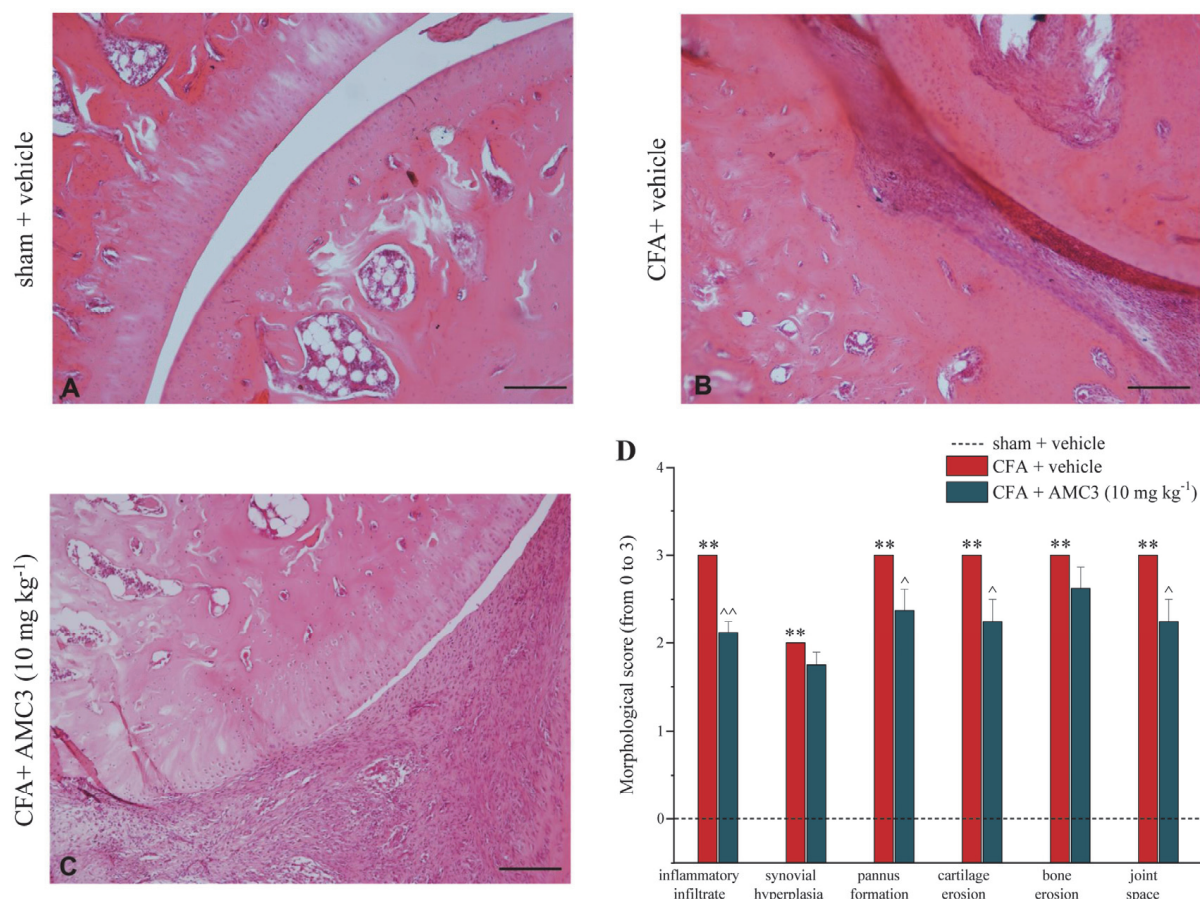 sham + vehicle
A
CFA+ vehicle
B
CFA+ AMC3 (10 mg kg⁻¹)
C
D
sham + vehicle
CFA + vehicle
CFA + AMC3 (10 mg kg⁻¹)
Morphological score (from 0 to 3)
4
3
2
1
0
**
^^
**
**
^
**
^
**
**
^
inflammatory
infiltrate
synovial
hyperplasia
pannus
formation
cartilage
erosion
bone
erosion
joint
space